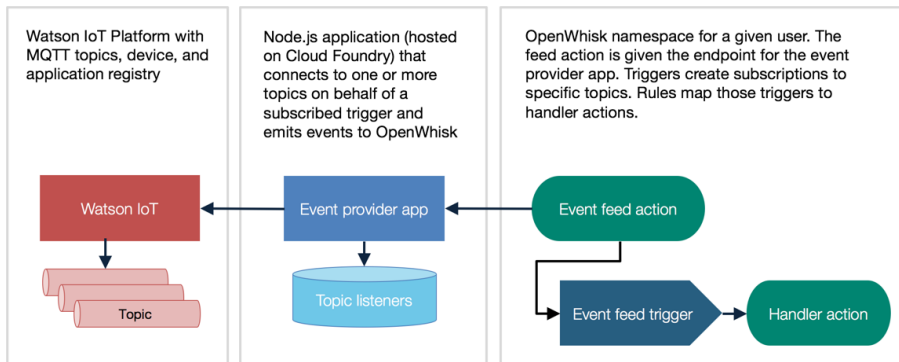 Watson IoT Platform with
MQTT topics, device, and
application registry
Node.js application (hosted
on Cloud Foundry) that
connects to one or more
topics on behalf of a
subscribed trigger and
emits events to OpenWhisk
OpenWhisk namespace for a given user. The
feed action is given the endpoint for the event
provider app. Triggers create subscriptions to
specific topics. Rules map those triggers to
handler actions.
Watson IoT
Event provider app
Event feed action
Topic
Topic listeners
Event feed trigger
Handler action